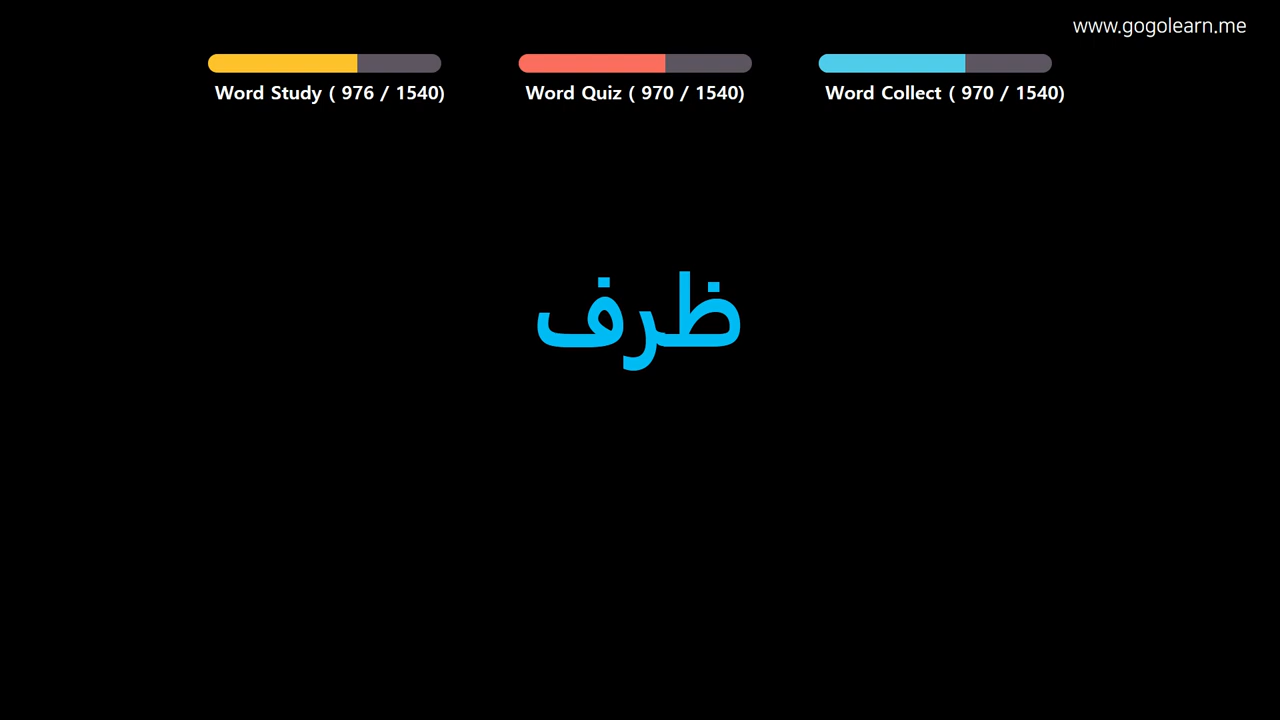 www.gogolearn.me
Word Study ( 976 / 1540)
Word Quiz ( 970 / 1540)
Word Collect ( 970 / 1540)
ظرف